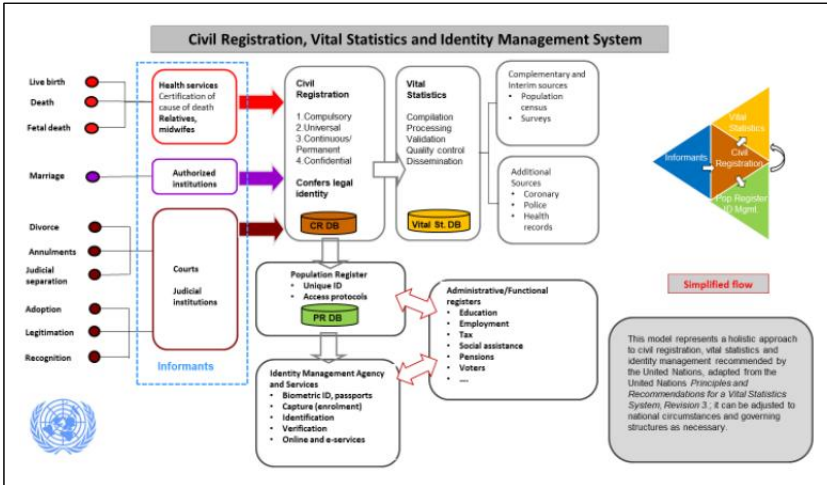 Civil Registration, Vital Statistics and Identity Management System
Live birth
Death
Fetal death
Marriage
Divorce
Annulments
Judicial
separation
Adoption
Legitimation
Recognition
Health services
Certification of
cause of death
Relatives,
midwifes
Authorized
institutions
Courts
Judicial
institutions
Informants
Civil
Registration
1.Compulsory
2.Universal
3.Continuous/
Permanent
4.Confidential
Confers legal
identity
CR DB
Vital
Statistics
Compilation
Processing
Validation
Quality control
Dissemination
Vital St. DB
Complementary and
Interim sources
• Population
census
• Surveys
Additional
Sources
• Coronary
• Police
• Health
records
Population Register
• Unique ID
• Access protocols
PR DB
Administrative/Functional
registers
• Education
• Employment
• Tax
• Social assistance
• Pensions
• Voters
• ....
Identity Management Agency
and Services
• Biometric ID, passports
• Capture (enrolment)
• Identification
• Verification
• Online and e-services
Vital
Statistics
Informants
Civil
Registration
Pop Register
ID Mgmt.
Simplified flow
This model represents a holistic approach
to civil registration, vital statistics and
identity management recommended by
the United Nations, adapted from the
United Nations Principles and
Recommendations for a Vital Statistics
System, Revision 3 ; it can be adjusted to
national circumstances and governing
structures as necessary.